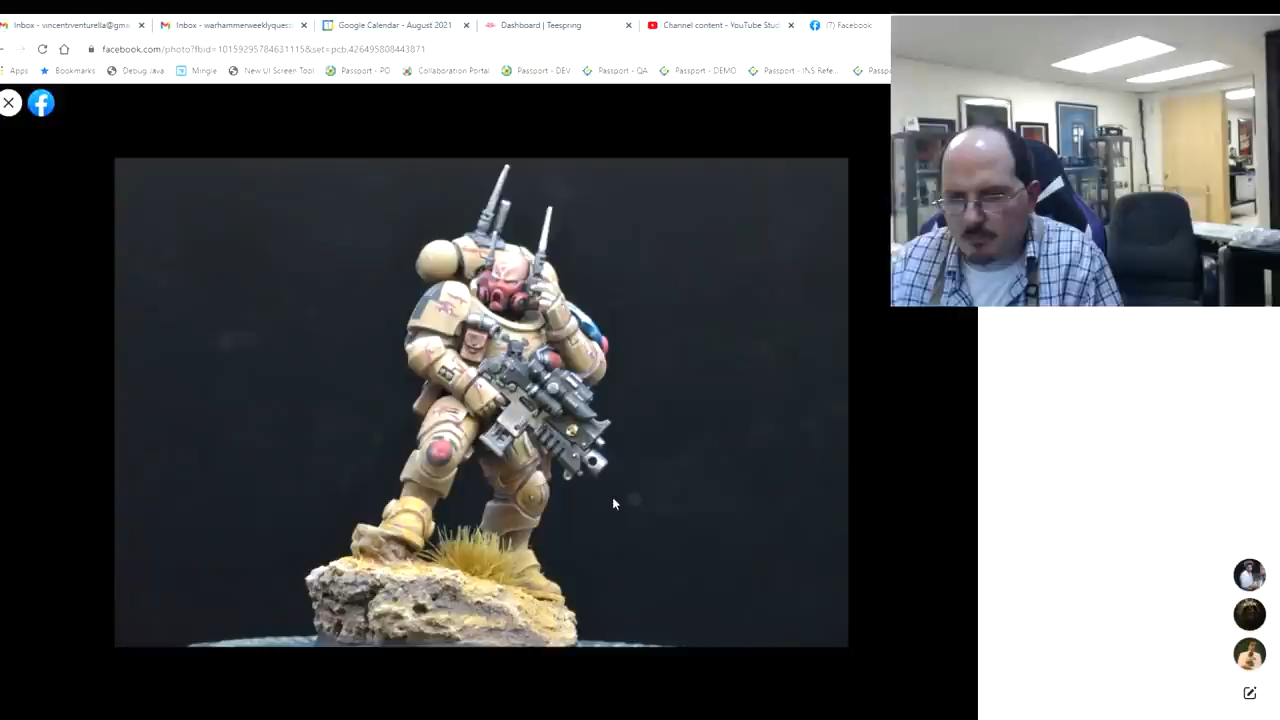 Inbox - vincentrventurella@gma
Inbox - warhammerweeklyques
Google Calendar - August 2021
Dashboard | Teespring
Channel content - YouTube Stud
(7) Facebook
facebook.com/photo?fbid=10159295784631115&set=pcb.426495808443871
Apps
Bookmarks
Debug Java
Mingle
New UI Screen Tool
Passport - PO
Collaboration Portal
Passport - DEV
Passport - QA
Passport - DEMO
Passport - INS Refe...